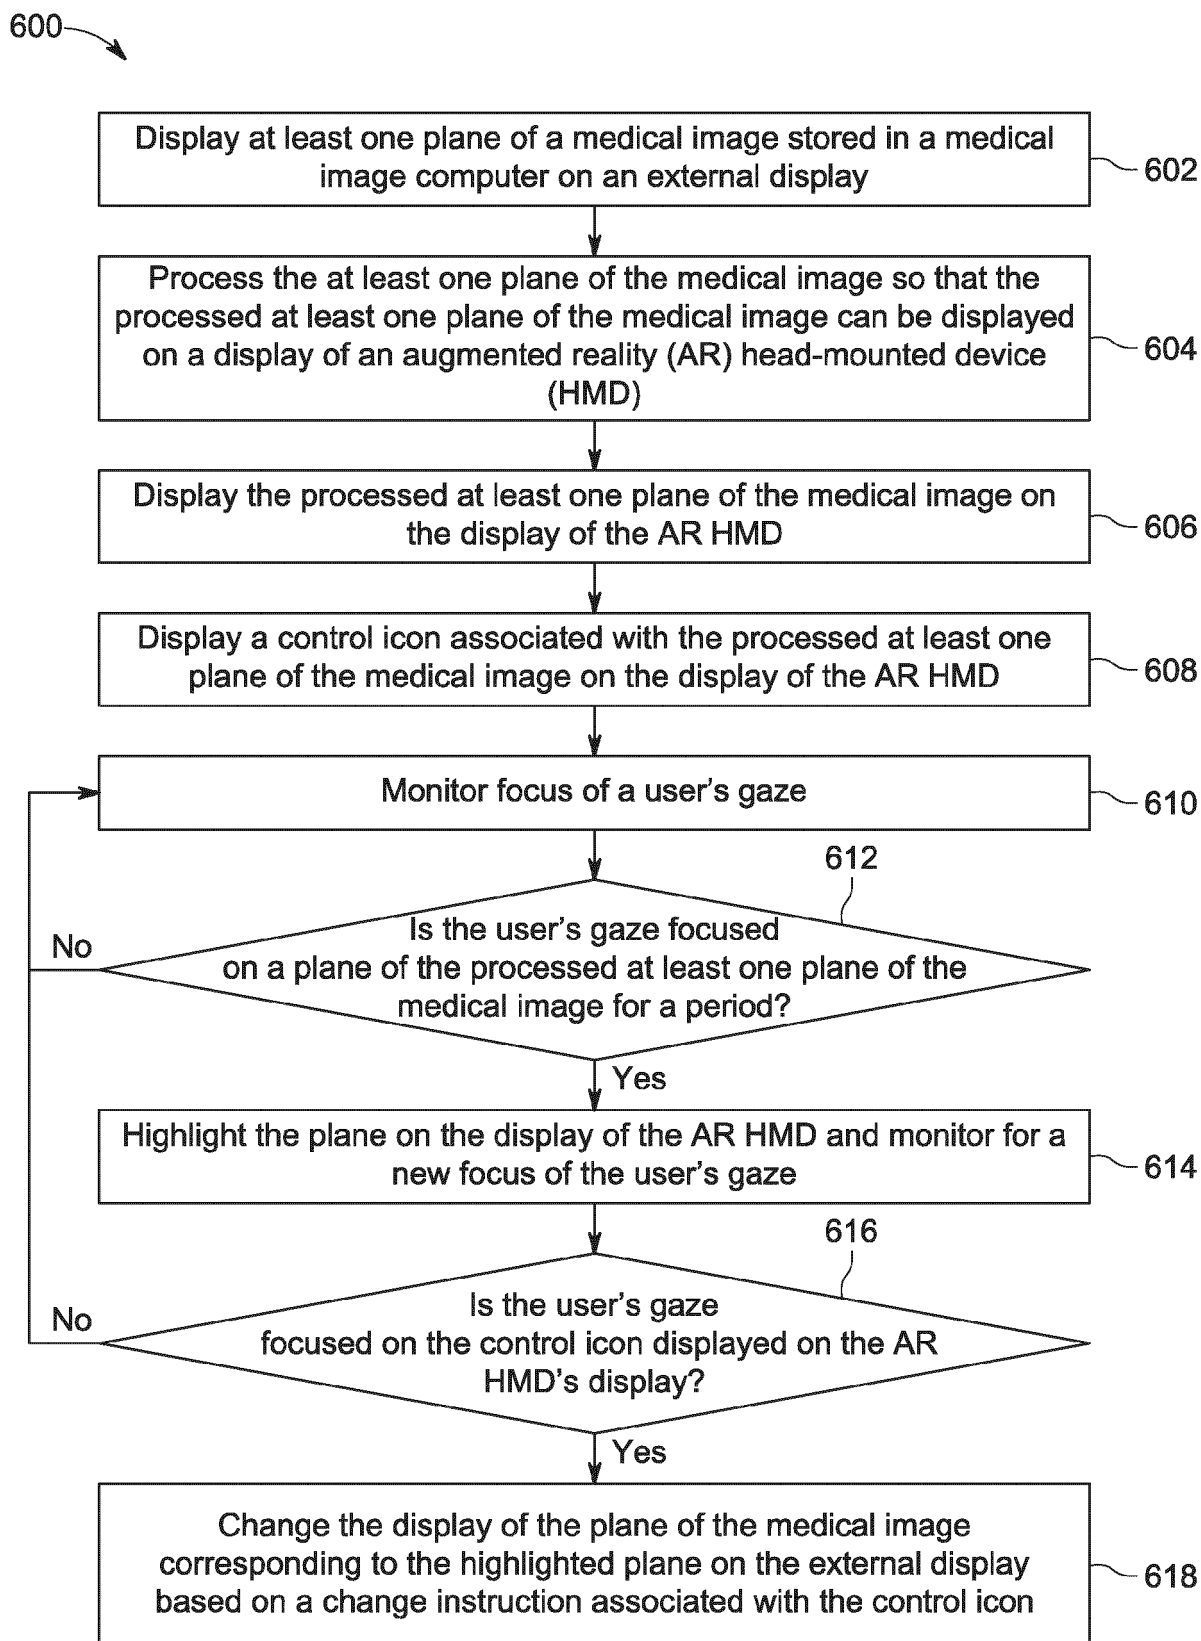 600
Display at least one plane of a medical image stored in a medical
image computer on an external display
602
Process the at least one plane of the medical image so that the
processed at least one plane of the medical image can be displayed
on a display of an augmented reality (AR) head-mounted device
(HMD)
604
Display the processed at least one plane of the medical image on
the display of the AR HMD
606
Display a control icon associated with the processed at least one
plane of the medical image on the display of the AR HMD
608
Monitor focus of a user's gaze
610
612
Is the user's gaze focused
on a plane of the processed at least one plane of the
medical image for a period?
No
Yes
Highlight the plane on the display of the AR HMD and monitor for a
new focus of the user's gaze
614
616
Is the user's gaze
focused on the control icon displayed on the AR
HMD's display?
No
Yes
Change the display of the plane of the medical image
corresponding to the highlighted plane on the external display
based on a change instruction associated with the control icon
618